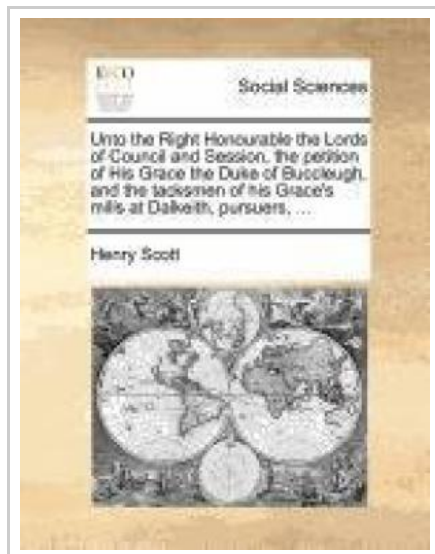 ECCO
Social Sciences
Unto the Right Honourable the Lords
of Council and Session, the petition
of His Grace the Duke of Buccleugh,
and the tacksmen of his Grace's
mills at Dalkeith, pursuers, ...
Henry Scott